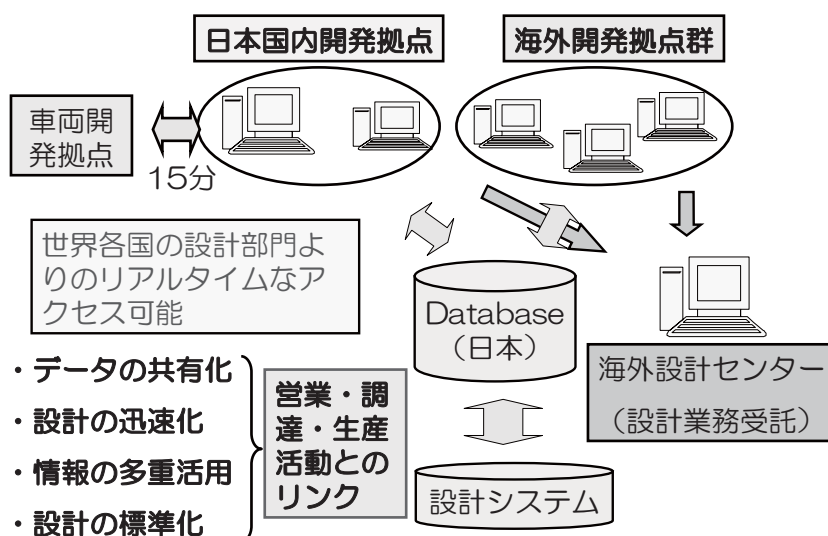 日本国内開発拠点
海外開発拠点群
車両開
発拠点
15分
世界各国の設計部門よ
りのリアルタイムなア
クセス可能
Database
（日本）
海外設計センター
（設計業務受託）
・データの共有化
・設計の迅速化
・情報の多重活用
・設計の標準化
営業・調
達・生産
活動との
リンク
設計システム